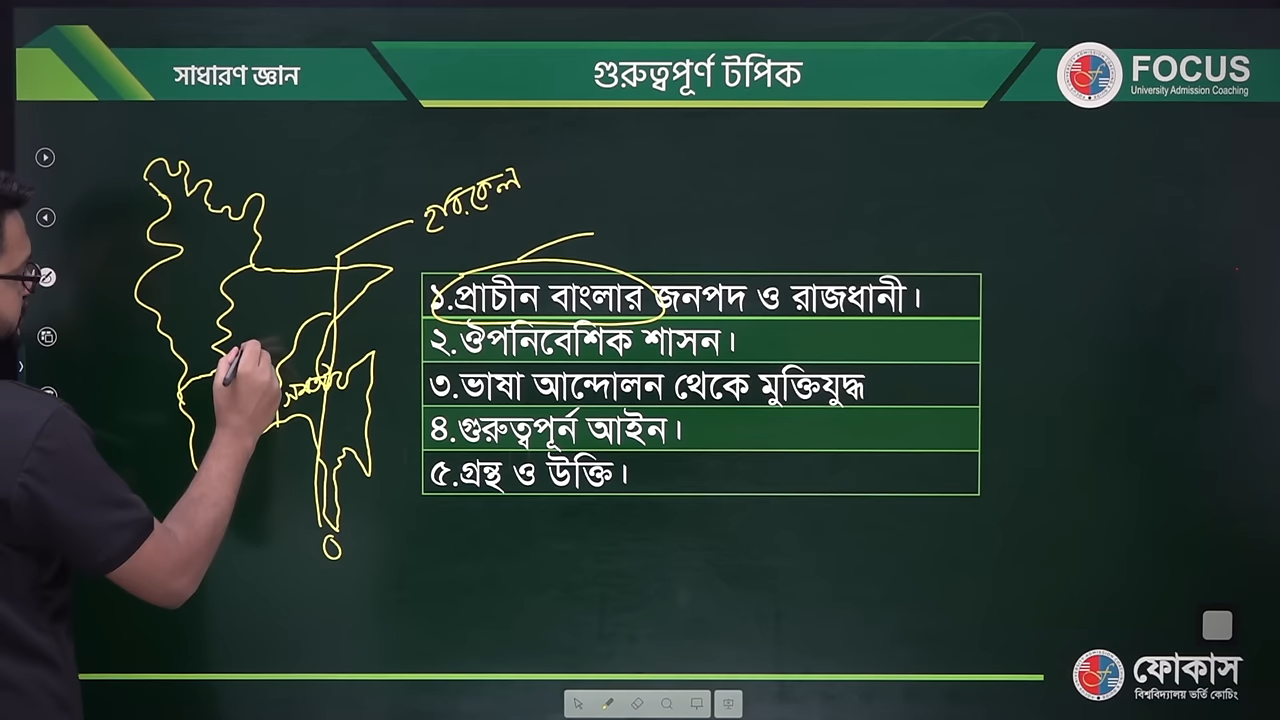 সাধারণ জ্ঞান
গুরুত্বপূর্ণ টপিক
FOCUS
University Admission Coaching
হরিকেল
১.প্রাচীন বাংলার জনপদ ও রাজধানী।
২.ঔপনিবেশিক শাসন।
৩.ভাষা আন্দোলন থেকে মুক্তিযুদ্ধ
সমতট
৪.গুরুত্বপূর্ন আইন।
৫.গ্রন্থ ও উক্তি।
ফোকাস
বিশ্ববিদ্যালয় ভর্তি কোচিং